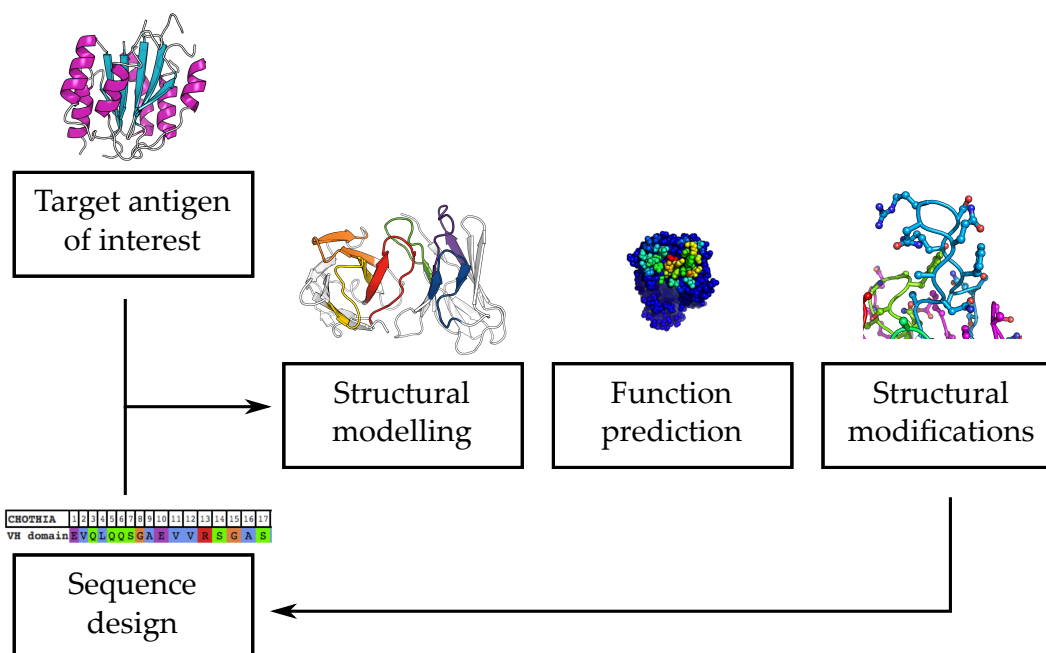 Target antigen
of interest
Structural
modelling
Function
prediction
Structural
modifications
CHOTHIA 1 2 3 4 5 6 7 8 9 10 11 12 13 14 15 16 17
VH domain E V Q L Q Q S G A E V V R S G A S
Sequence
design